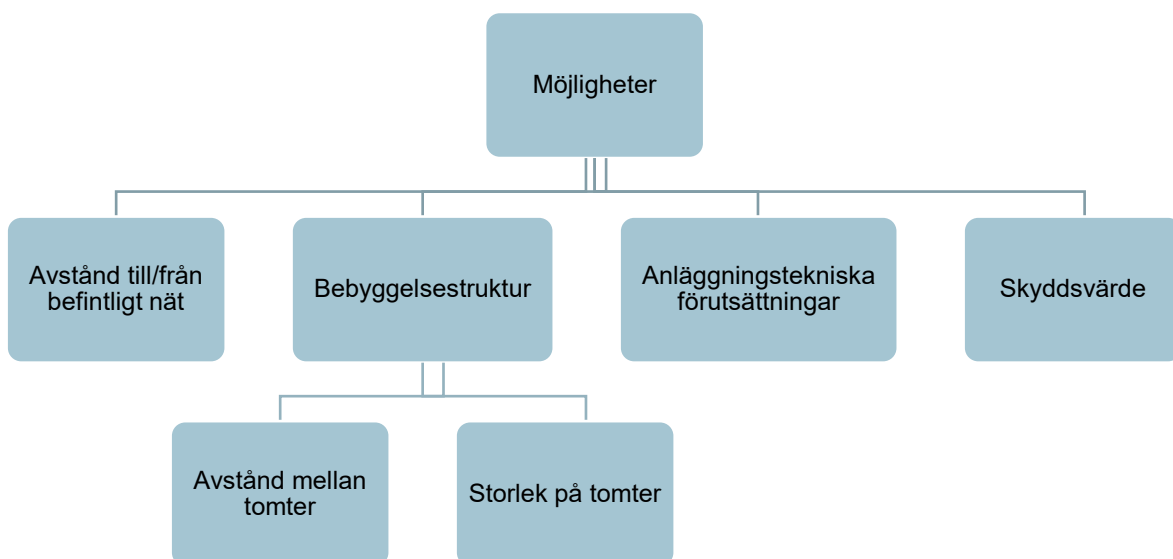 Möjligheter
Avstånd till/från
befintligt nät
Bebyggelsestruktur
Anläggningstekniska
förutsättningar
Skyddsvärde
Avstånd mellan
tomter
Storlek på tomter